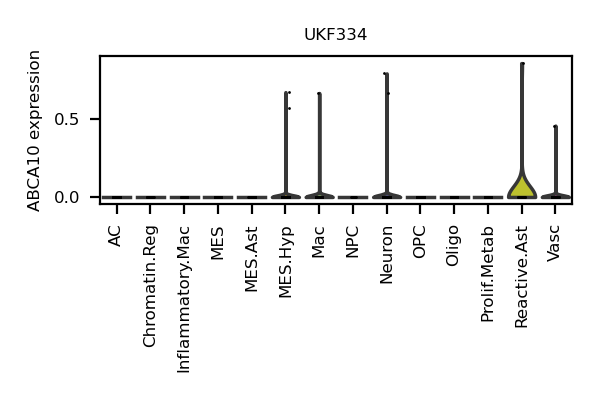 UKF334
ABCA10 expression
0.5
0.0
AC
Chromatin.Reg
Inflammatory.Mac
MES
MES.Ast
MES.Hyp
Mac
NPC
Neuron
OPC
Oligo
Prolif.Metab
Reactive.Ast
Vasc